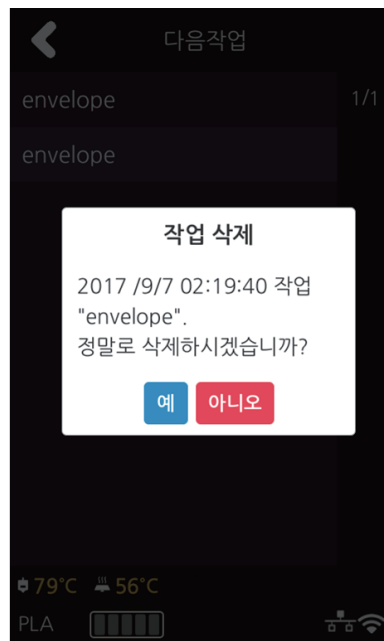 다음작업
envelope 1/1
envelope
작업 삭제
2017 /9/7 02:19:40 작업
"envelope".
정말로 삭제하시겠습니까?
예 아니오
79°C 56°C
PLA